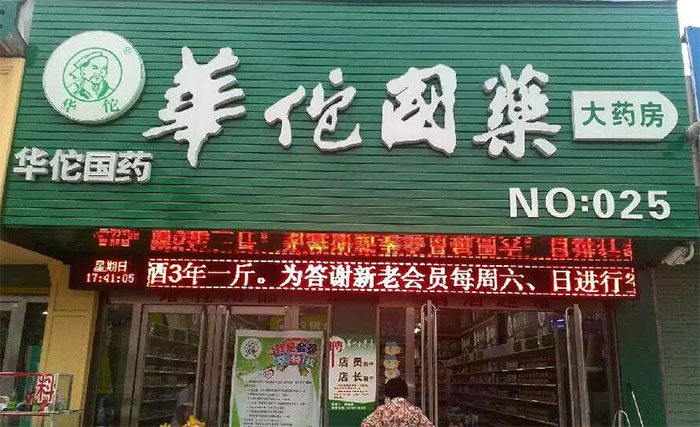 華佗國藥
大药房
华佗
华佗国药
NO:025
星期日
17:41:05
酒3年一斤。为答谢新老会员每周六、日进行
聘
店员
店长